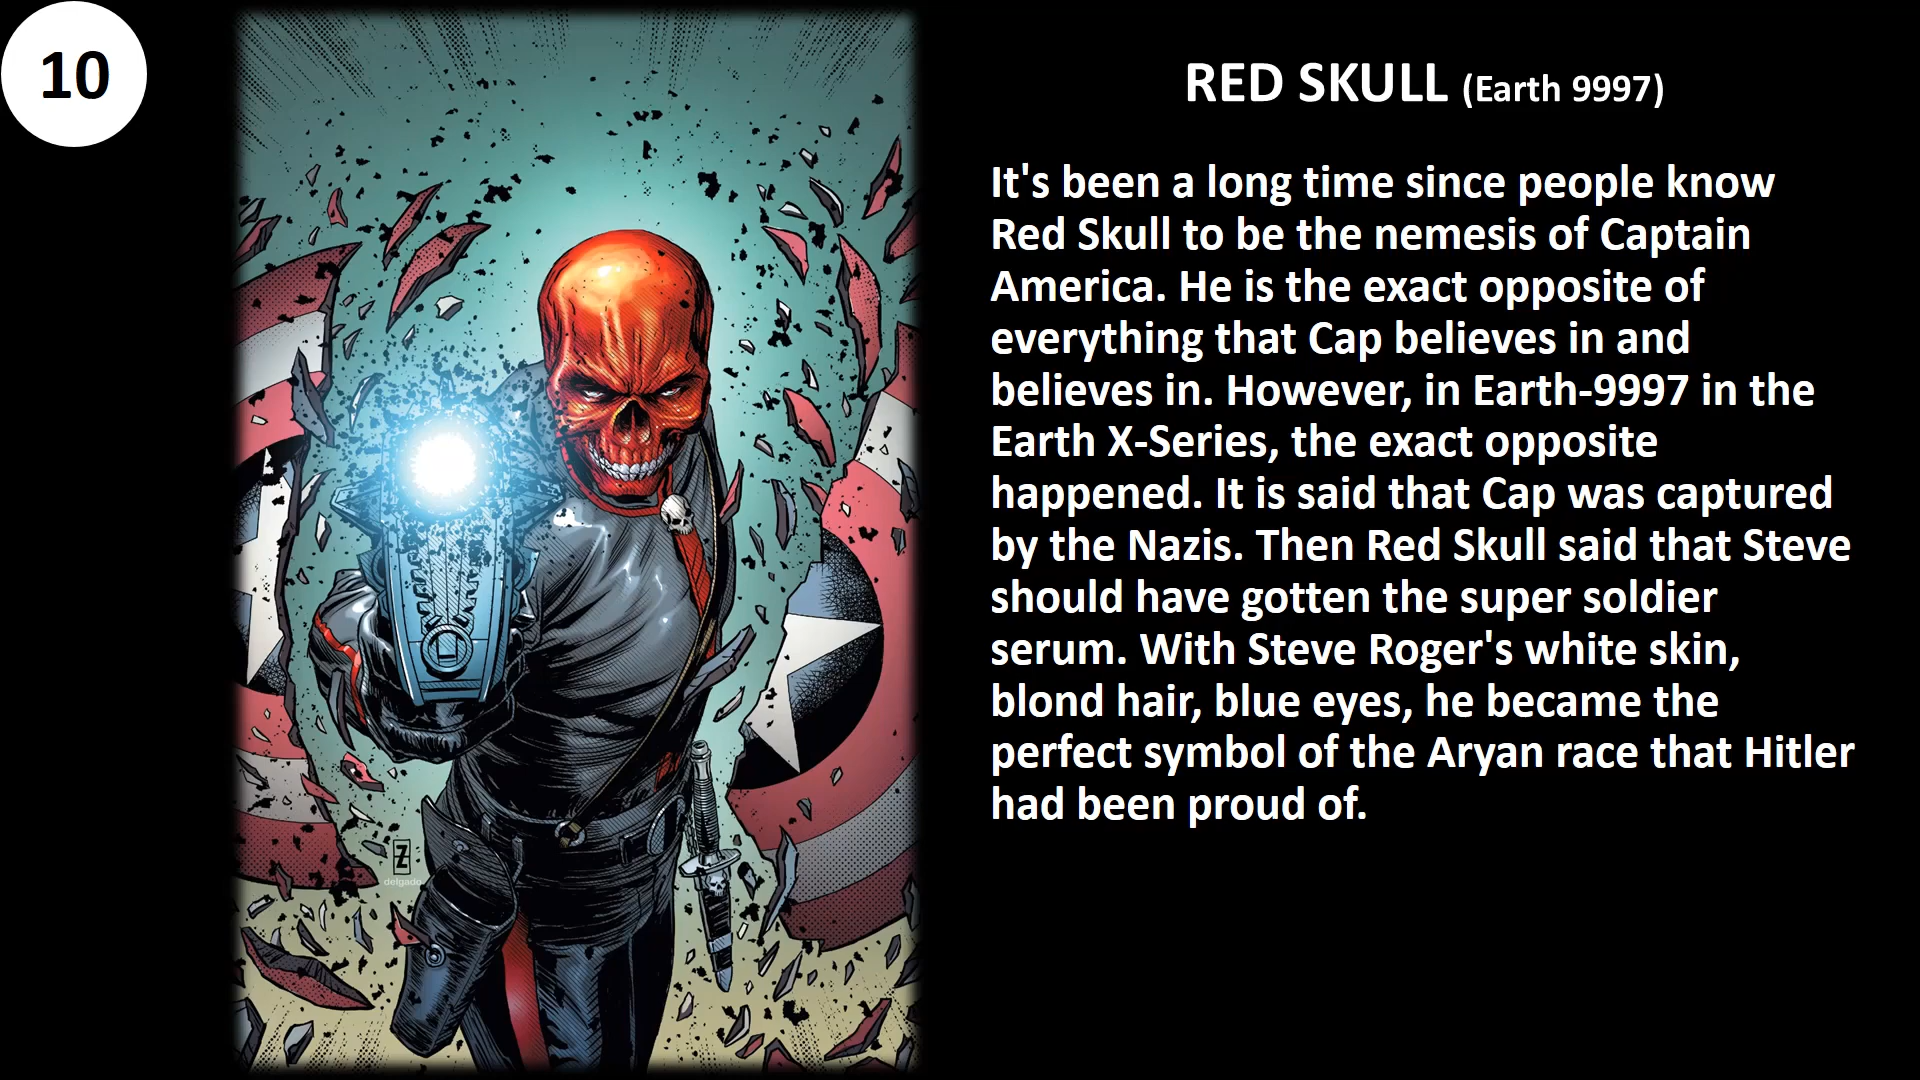 10
RED SKULL (Earth 9997)
It's been a long time since people know
Red Skull to be the nemesis of Captain
America. He is the exact opposite of
everything that Cap believes in and
believes in. However, in Earth-9997 in the
Earth X-Series, the exact opposite
happened. It is said that Cap was captured
by the Nazis. Then Red Skull said that Steve
should have gotten the super soldier
serum. With Steve Roger's white skin,
blond hair, blue eyes, he became the
perfect symbol of the Aryan race that Hitler
had been proud of.
Z
delgado